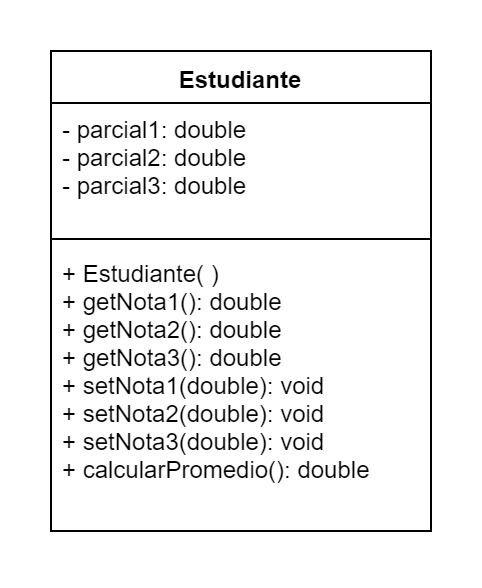 Estudiante
- parcial1: double
- parcial2: double
- parcial3: double
+ Estudiante( )
+ getNota1(): double
+ getNota2(): double
+ getNota3(): double
+ setNota1(double): void
+ setNota2(double): void
+ setNota3(double): void
+ calcularPromedio(): double